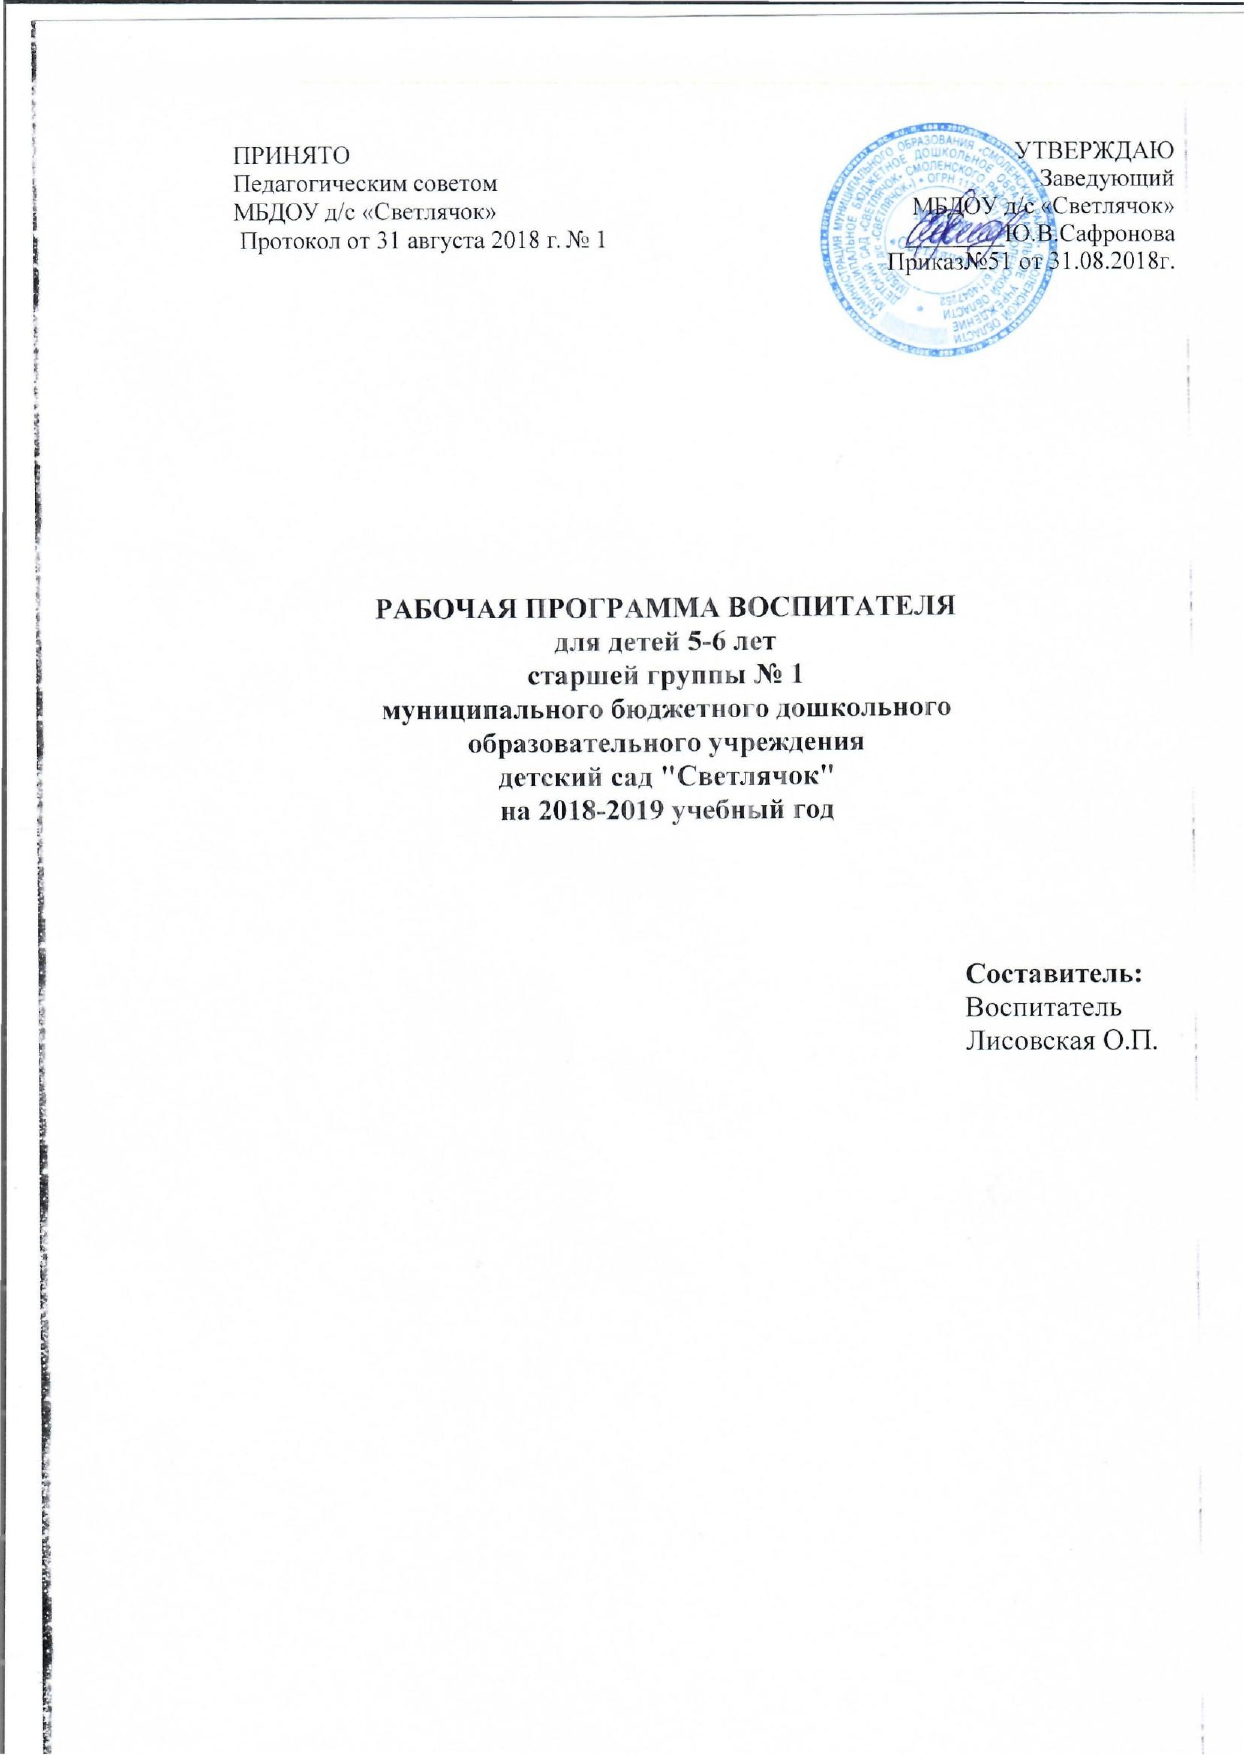 ПРИНЯТО
Педагогическим советом
МБДОУ д/с «Светлячок»
Протокол от 31 августа 2018 г. № 1
УТВЕРЖДАЮ
Заведующий
МБДОУ д/с «Светлячок»
Ю.В.Сафронова
Приказ№51 от 31.08.2018г.
РАБОЧАЯ ПРОГРАММА ВОСПИТАТЕЛЯ
для детей 5-6 лет
старшей группы № 1
муниципального бюджетного дошкольного
образовательного учреждения
детский сад "Светлячок"
на 2018-2019 учебный год
Составитель:
Воспитатель
Лисовская О.П.